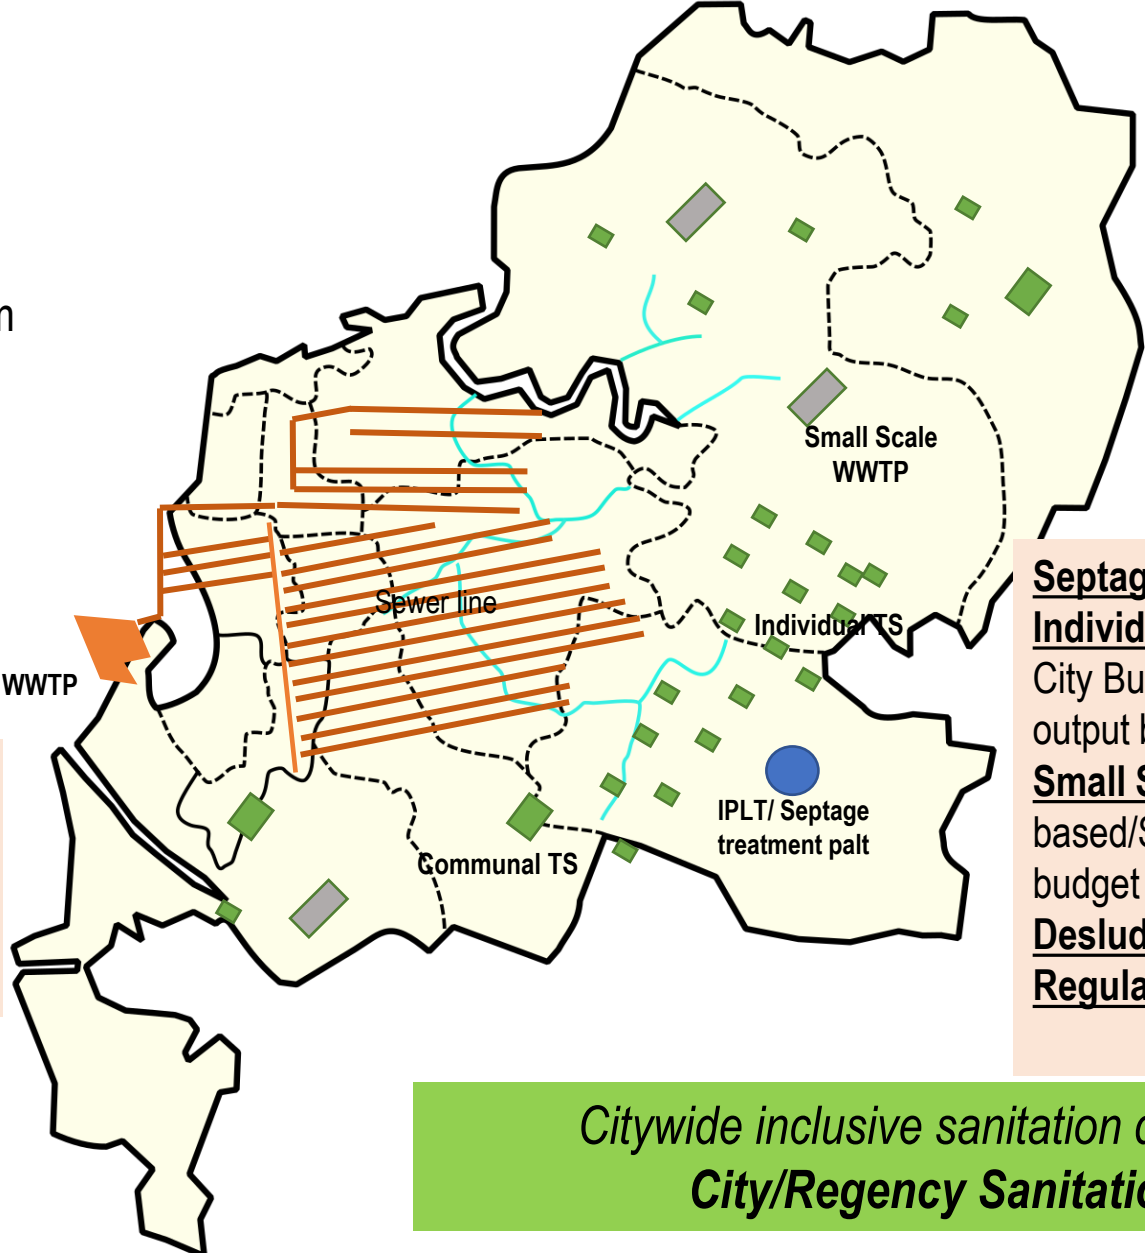 Small Scale
WWTP
Sewer line
Individual TS
WWTP
IPLT/ Septage
treatment palt
Communal TS
Septag
Individ
City Bu
output b
Small S
based/S
budget
Deslud
Regula
Citywide inclusive sanitation
City/Regency Sanitatio